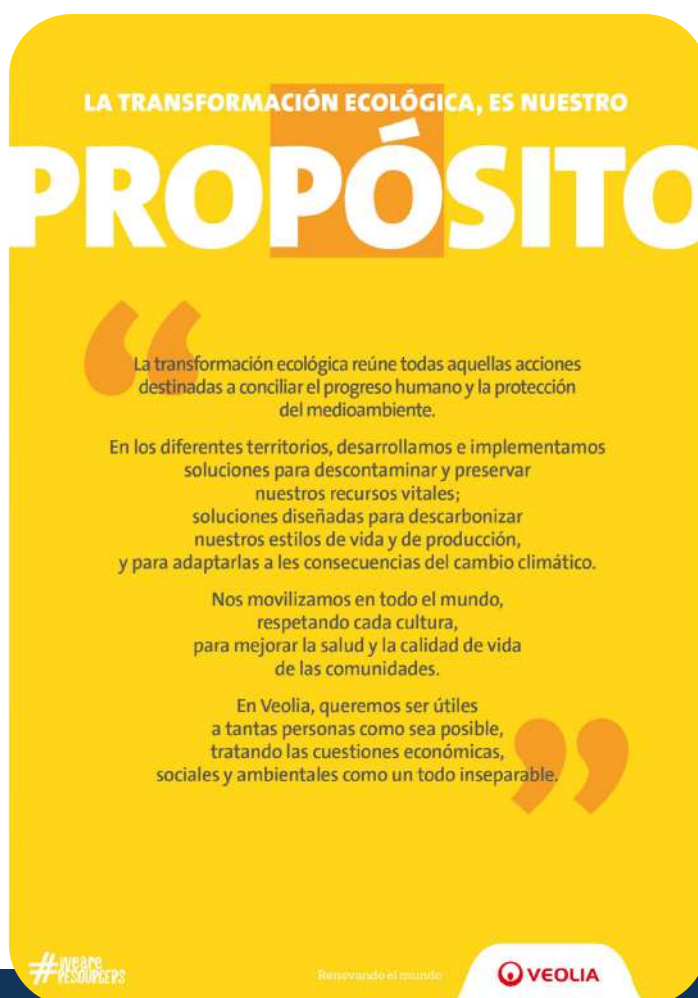 LA TRANSFORMACIÓN ECOLÓGICA, ES NUESTRO
PROPÓSITO
“
La transformación ecológica reúne todas aquellas acciones
destinadas a conciliar el progreso humano y la protección
del medioambiente.
En los diferentes territorios, desarrollamos e implementamos
soluciones para descontaminar y preservar
nuestros recursos vitales;
soluciones diseñadas para descarbonizar
nuestros estilos de vida y de producción,
y para adaptarlas a les consecuencias del cambio climático.
Nos movilizamos en todo el mundo,
respetando cada cultura,
para mejorar la salud y la calidad de vida
de las comunidades.
En Veolia, queremos ser útiles
a tantas personas como sea posible,
tratando las cuestiones económicas,
sociales y ambientales como un todo inseparable.
”
#WeARe
RESOURCERS
Renovando el mundo
VEOLIA